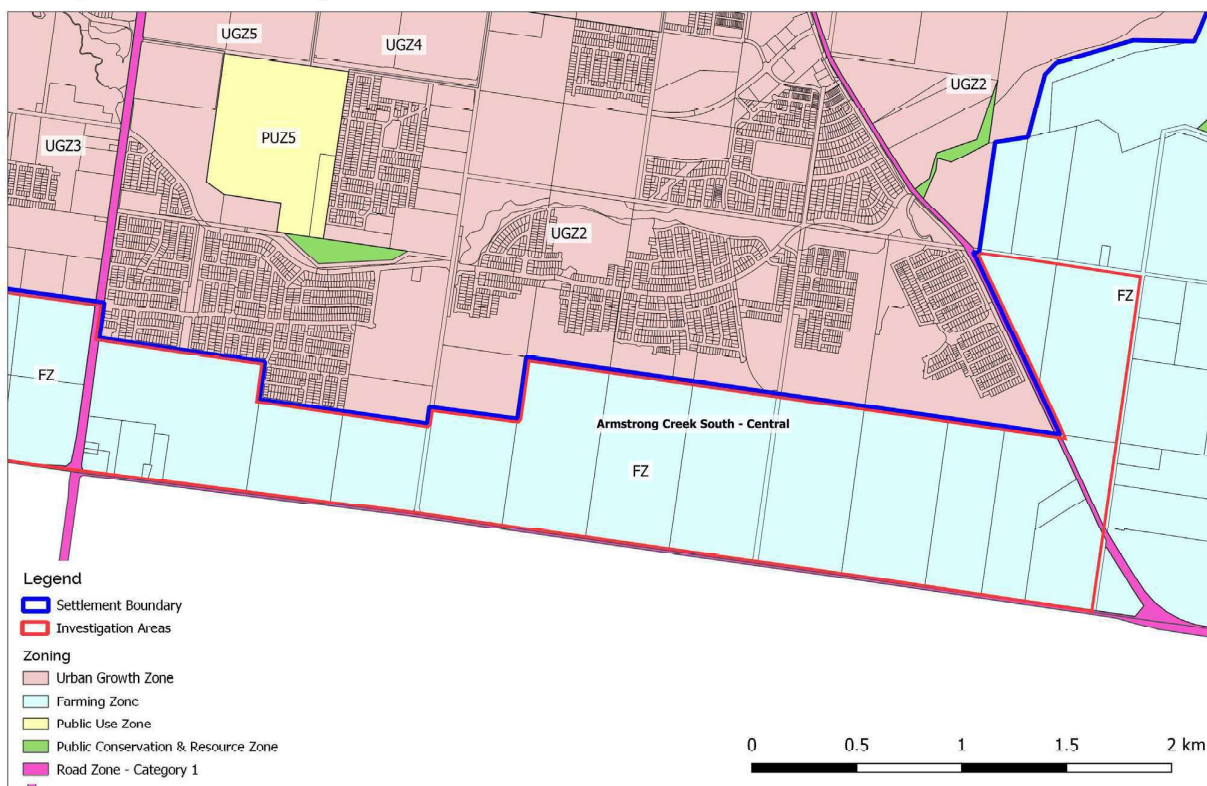 UGZ5
UGZ4
UGZ2
PUZ5
UGZ3
UGZ2
FZ
FZ
Armstrong Creek South - Central
FZ
Legend
Settlement Boundary
Investigation Areas
Zoning
Urban Growth Zone
Farming Zone
Public Use Zone
Public Conservation & Resource Zone
Road Zone - Category 1
0 0.5 1 1.5 2 km